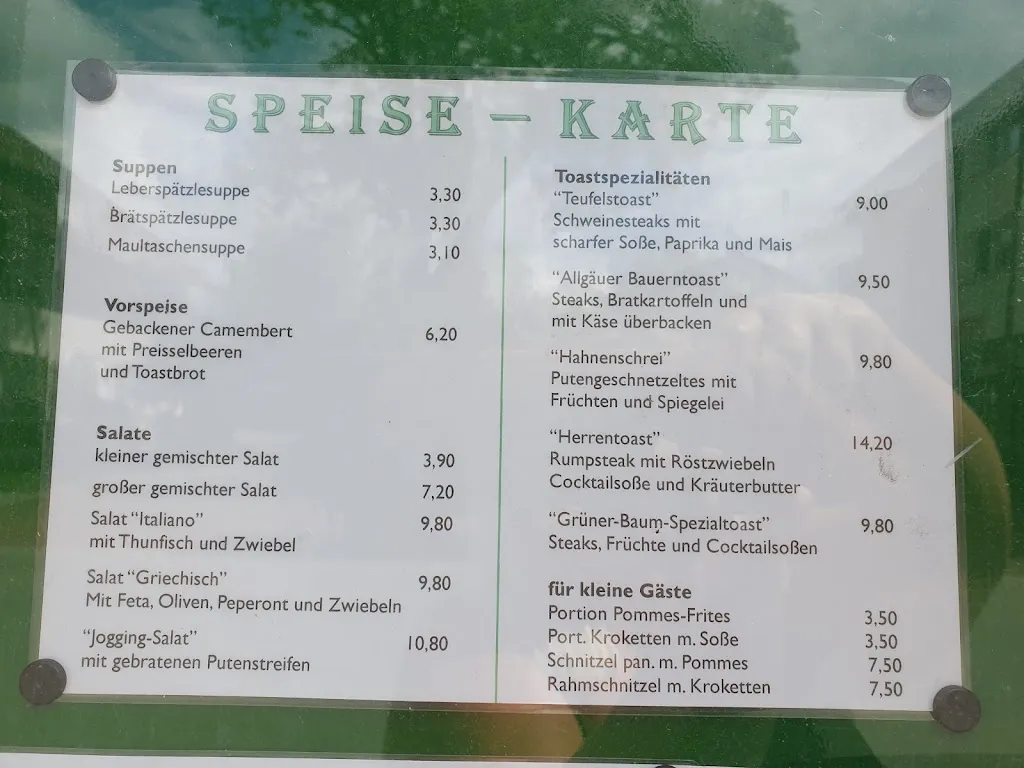 SPEISE – KARTE
Suppen
Leberspätzlesuppe 3,30
Brätspätzlesuppe 3,30
Maultaschensuppe 3,10
Vorspeise
Gebackener Camembert 6,20
mit Preisselbeeren
und Toastbrot
Salate
kleiner gemischter Salat 3,90
großer gemischter Salat 7,20
Salat “Italiano” 9,80
mit Thunfisch und Zwiebel
Salat “Griechisch” 9,80
Mit Feta, Oliven, Peperont und Zwiebeln
“Jogging-Salat” 10,80
mit gebratenen Putenstreifen
Toastspezialitäten
“Teufelstoast” 9,00
Schweinesteaks mit
scharfer Soße, Paprika und Mais
“Allgäuer Bauerntoast” 9,50
Steaks, Bratkartoffeln und
mit Käse überbacken
“Hahnenschrei” 9,80
Putengeschnetzeltes mit
Früchten und Spiegelei
“Herrentoast” 14,20
Rumpsteak mit Röstzwiebeln
Cocktailsoße und Kräuterbutter
“Grüner-Baum-Spezialtoast” 9,80
Steaks, Früchte und Cocktailsoßen
für kleine Gäste
Portion Pommes-Frites 3,50
Port. Kroketten m. Soße 3,50
Schnitzel pan. m. Pommes 7,50
Rahmschnitzel m. Kroketten 7,50